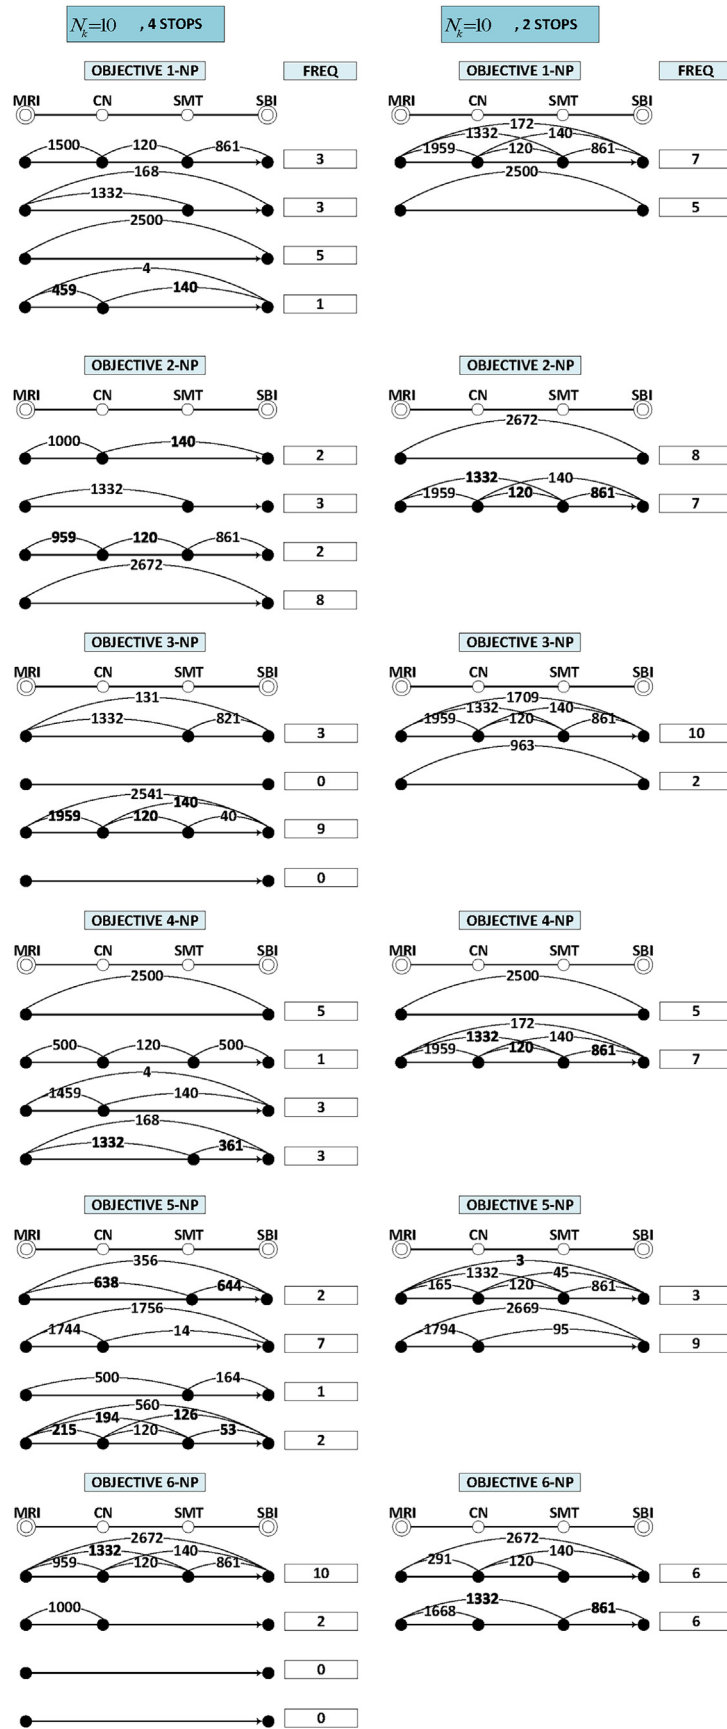 N_k=10 , 4 STOPS
OBJECTIVE 1-NP FREQ
MRI CN SMT SBI
1500 120 861 3
168
1332 3
2500
5
4
459 140 1
OBJECTIVE 2-NP
MRI CN SMT SBI
1000 140 2
1332 3
959 120 861 2
2672
8
OBJECTIVE 3-NP
MRI CN SMT SBI
131
1332 821 3
0
2541
140
1959 120 40 9
0
OBJECTIVE 4-NP
MRI CN SMT SBI
2500
5
500 120 500 1
4
1459 140 3
168
1332 361 3
OBJECTIVE 5-NP
MRI CN SMT SBI
356
638 644 2
1756
1744 14 7
500 164 1
560
194 126
215 120 53 2
OBJECTIVE 6-NP
MRI CN SMT SBI
2672
1332 140
959 120 861 10
1000 2
0
0
N_k=10 , 2 STOPS
OBJECTIVE 1-NP FREQ
MRI CN SMT SBI
172
1332 140
1959 120 861 7
2500 5
OBJECTIVE 2-NP
MRI CN SMT SBI
2672
8
1332 140
1959 120 861 7
OBJECTIVE 3-NP
MRI CN SMT SBI
1709
1332 140
1959 120 861 10
963
2
OBJECTIVE 4-NP
MRI CN SMT SBI
2500
5
172
1332 140
1959 120 861 7
OBJECTIVE 5-NP
MRI CN SMT SBI
3
1332 45
165 120 861 3
2669
1794 95 9
OBJECTIVE 6-NP
MRI CN SMT SBI
2672
140
291 120 6
1332
1668 861 6